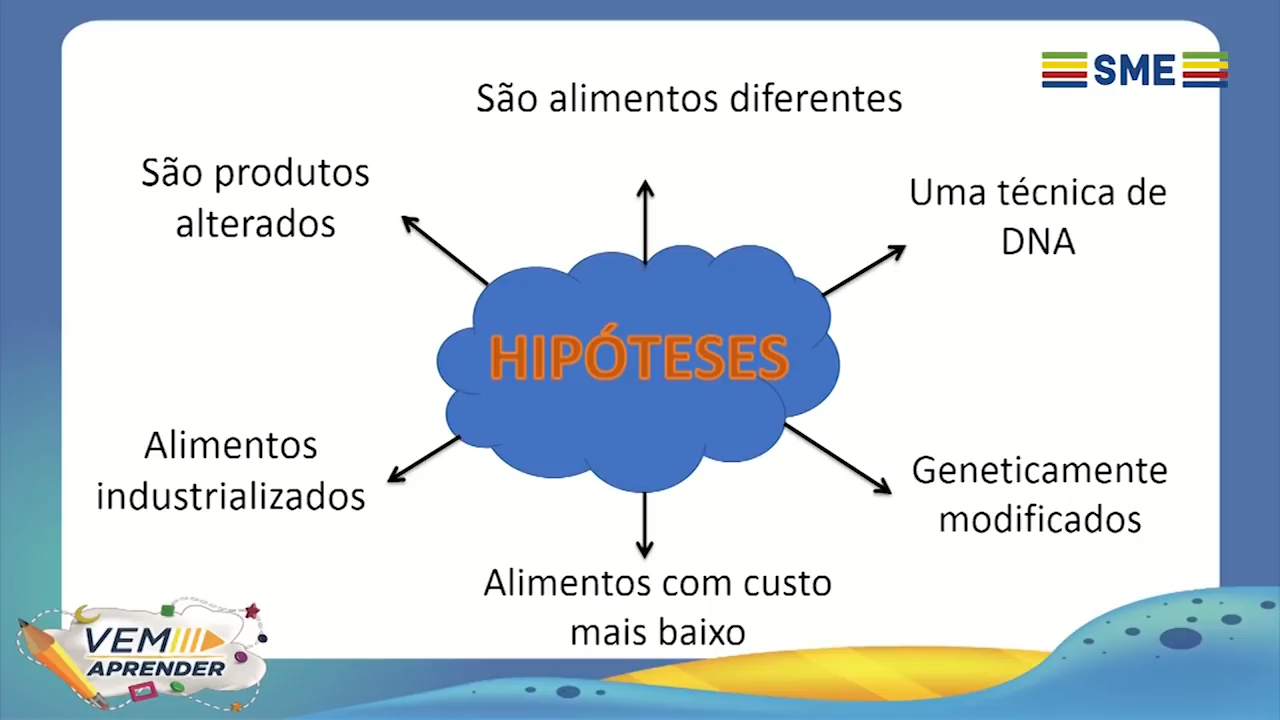 SME
São alimentos diferentes
São produtos
alterados
Uma técnica de
DNA
HIPÓTESES
Alimentos
industrializados
Geneticamente
modificados
Alimentos com custo
mais baixo
VEM
APRENDER